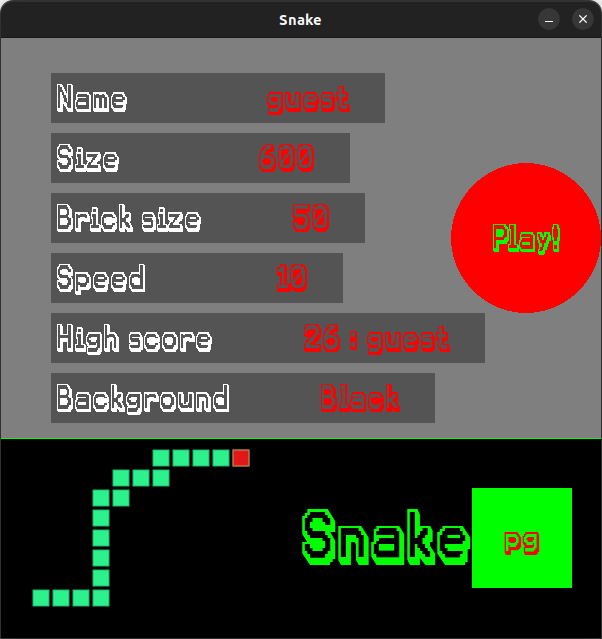 Snake
Name guest
Size 600
Brick size 50
Play!
Speed 10
High score 26 : guest
Background Black
Snake pg